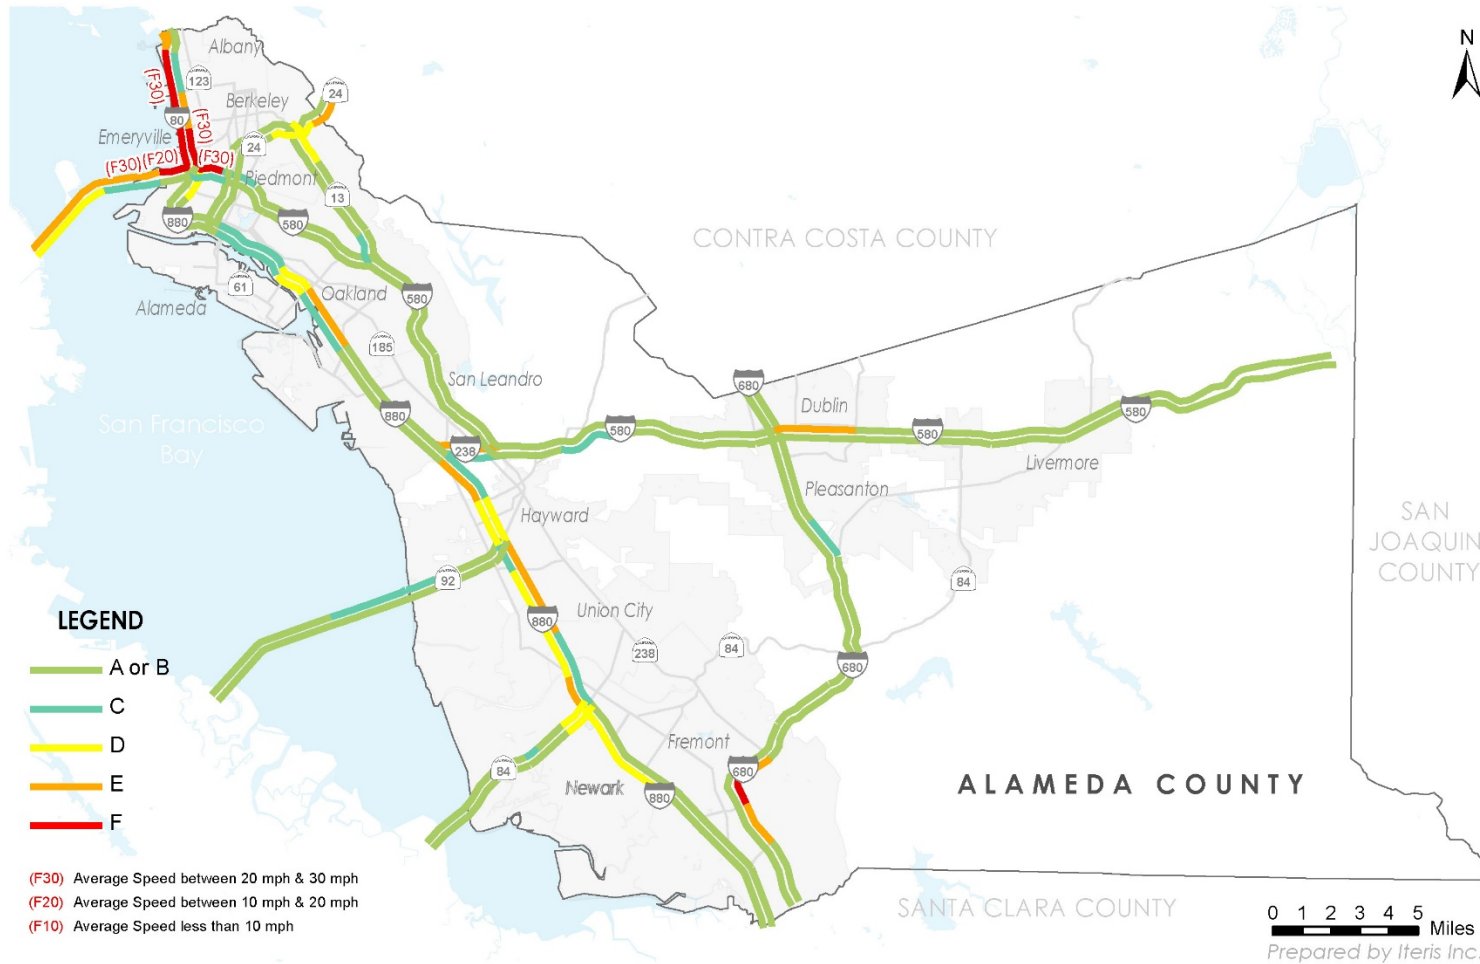 N
Albany
123
24
Berkeley
(F30)
80
Emeryville
(F30)
24
(F30)
(F20)
(F30)
Piedmont
13
880
580
CONTRA COSTA COUNTY
61
Oakland
580
Alameda
185
San Leandro
680
Dublin
880
San Francisco
Bay
238
580
580
580
Livermore
Pleasanton
SAN
JOAQUIN
COUNTY
Hayward
92
84
LEGEND
Union City
880
238
84
680
A or B
C
D
E
F
Fremont
84
680
Newark
880
ALAMEDA COUNTY
(F30) Average Speed between 20 mph & 30 mph
(F20) Average Speed between 10 mph & 20 mph
(F10) Average Speed less than 10 mph
SANTA CLARA COUNTY
0 1 2 3 4 5
Miles
Prepared by Iteris Inc.